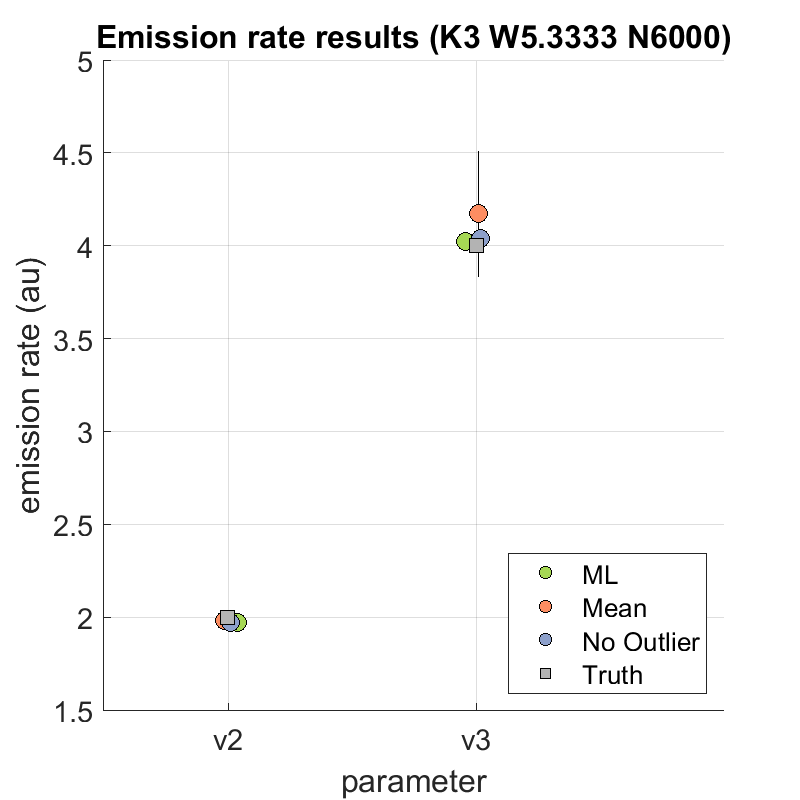 Emission rate results (K3 W5.3333 N6000)
5
4.5
4
3.5
3
2.5
2
1.5
emission rate (au)
v2
v3
parameter
ML
Mean
No Outlier
Truth